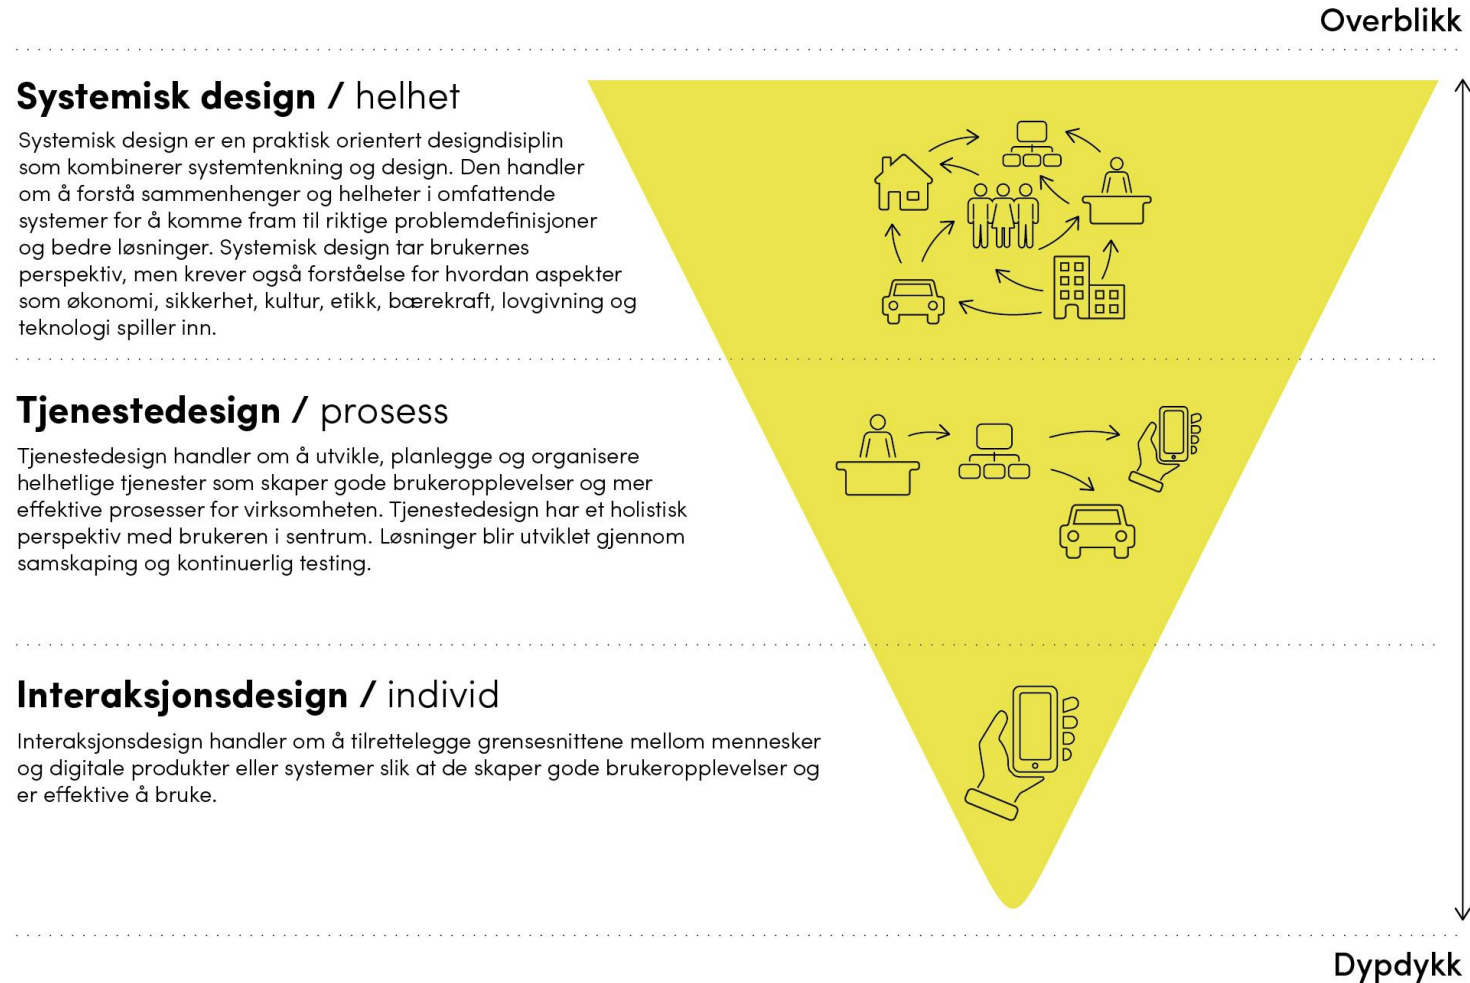 Overblikk
Systemisk design / helhet
Systemisk design er en praktisk orientert designdisiplin
som kombinerer systemtenkning og design. Den handler
om å forstå sammenhenger og helheter i omfattende
systemer for å komme fram til riktige problemdefinisjoner
og bedre løsninger. Systemisk design tar brukernes
perspektiv, men krever også forståelse for hvordan aspekter
som økonomi, sikkerhet, kultur, etikk, bærekraft, lovgivning og
teknologi spiller inn.
Tjenestedesign / prosess
Tjenestedesign handler om å utvikle, planlegge og organisere
helhetlige tjenester som skaper gode brukeropplevelser og mer
effektive prosesser for virksomheten. Tjenestedesign har et holistisk
perspektiv med brukeren i sentrum. Løsninger blir utviklet gjennom
samskaping og kontinuerlig testing.
Interaksjonsdesign / individ
Interaksjonsdesign handler om å tilrettelegge grensesnittene mellom mennesker
og digitale produkter eller systemer slik at de skaper gode brukeropplevelser og
er effektive å bruke.
Dypdykk